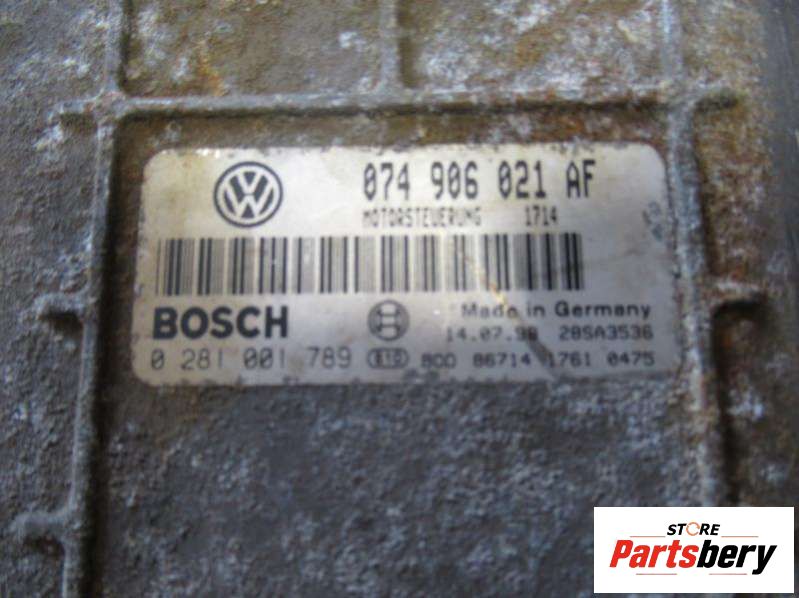 074 906 021 AF
MOTORSTEUERUNG 1714
BOSCH
Made in Germany
14.07.98 28SA3536
0 281 001 789 BOD 86714 1761 0475
STORE
Partsbery